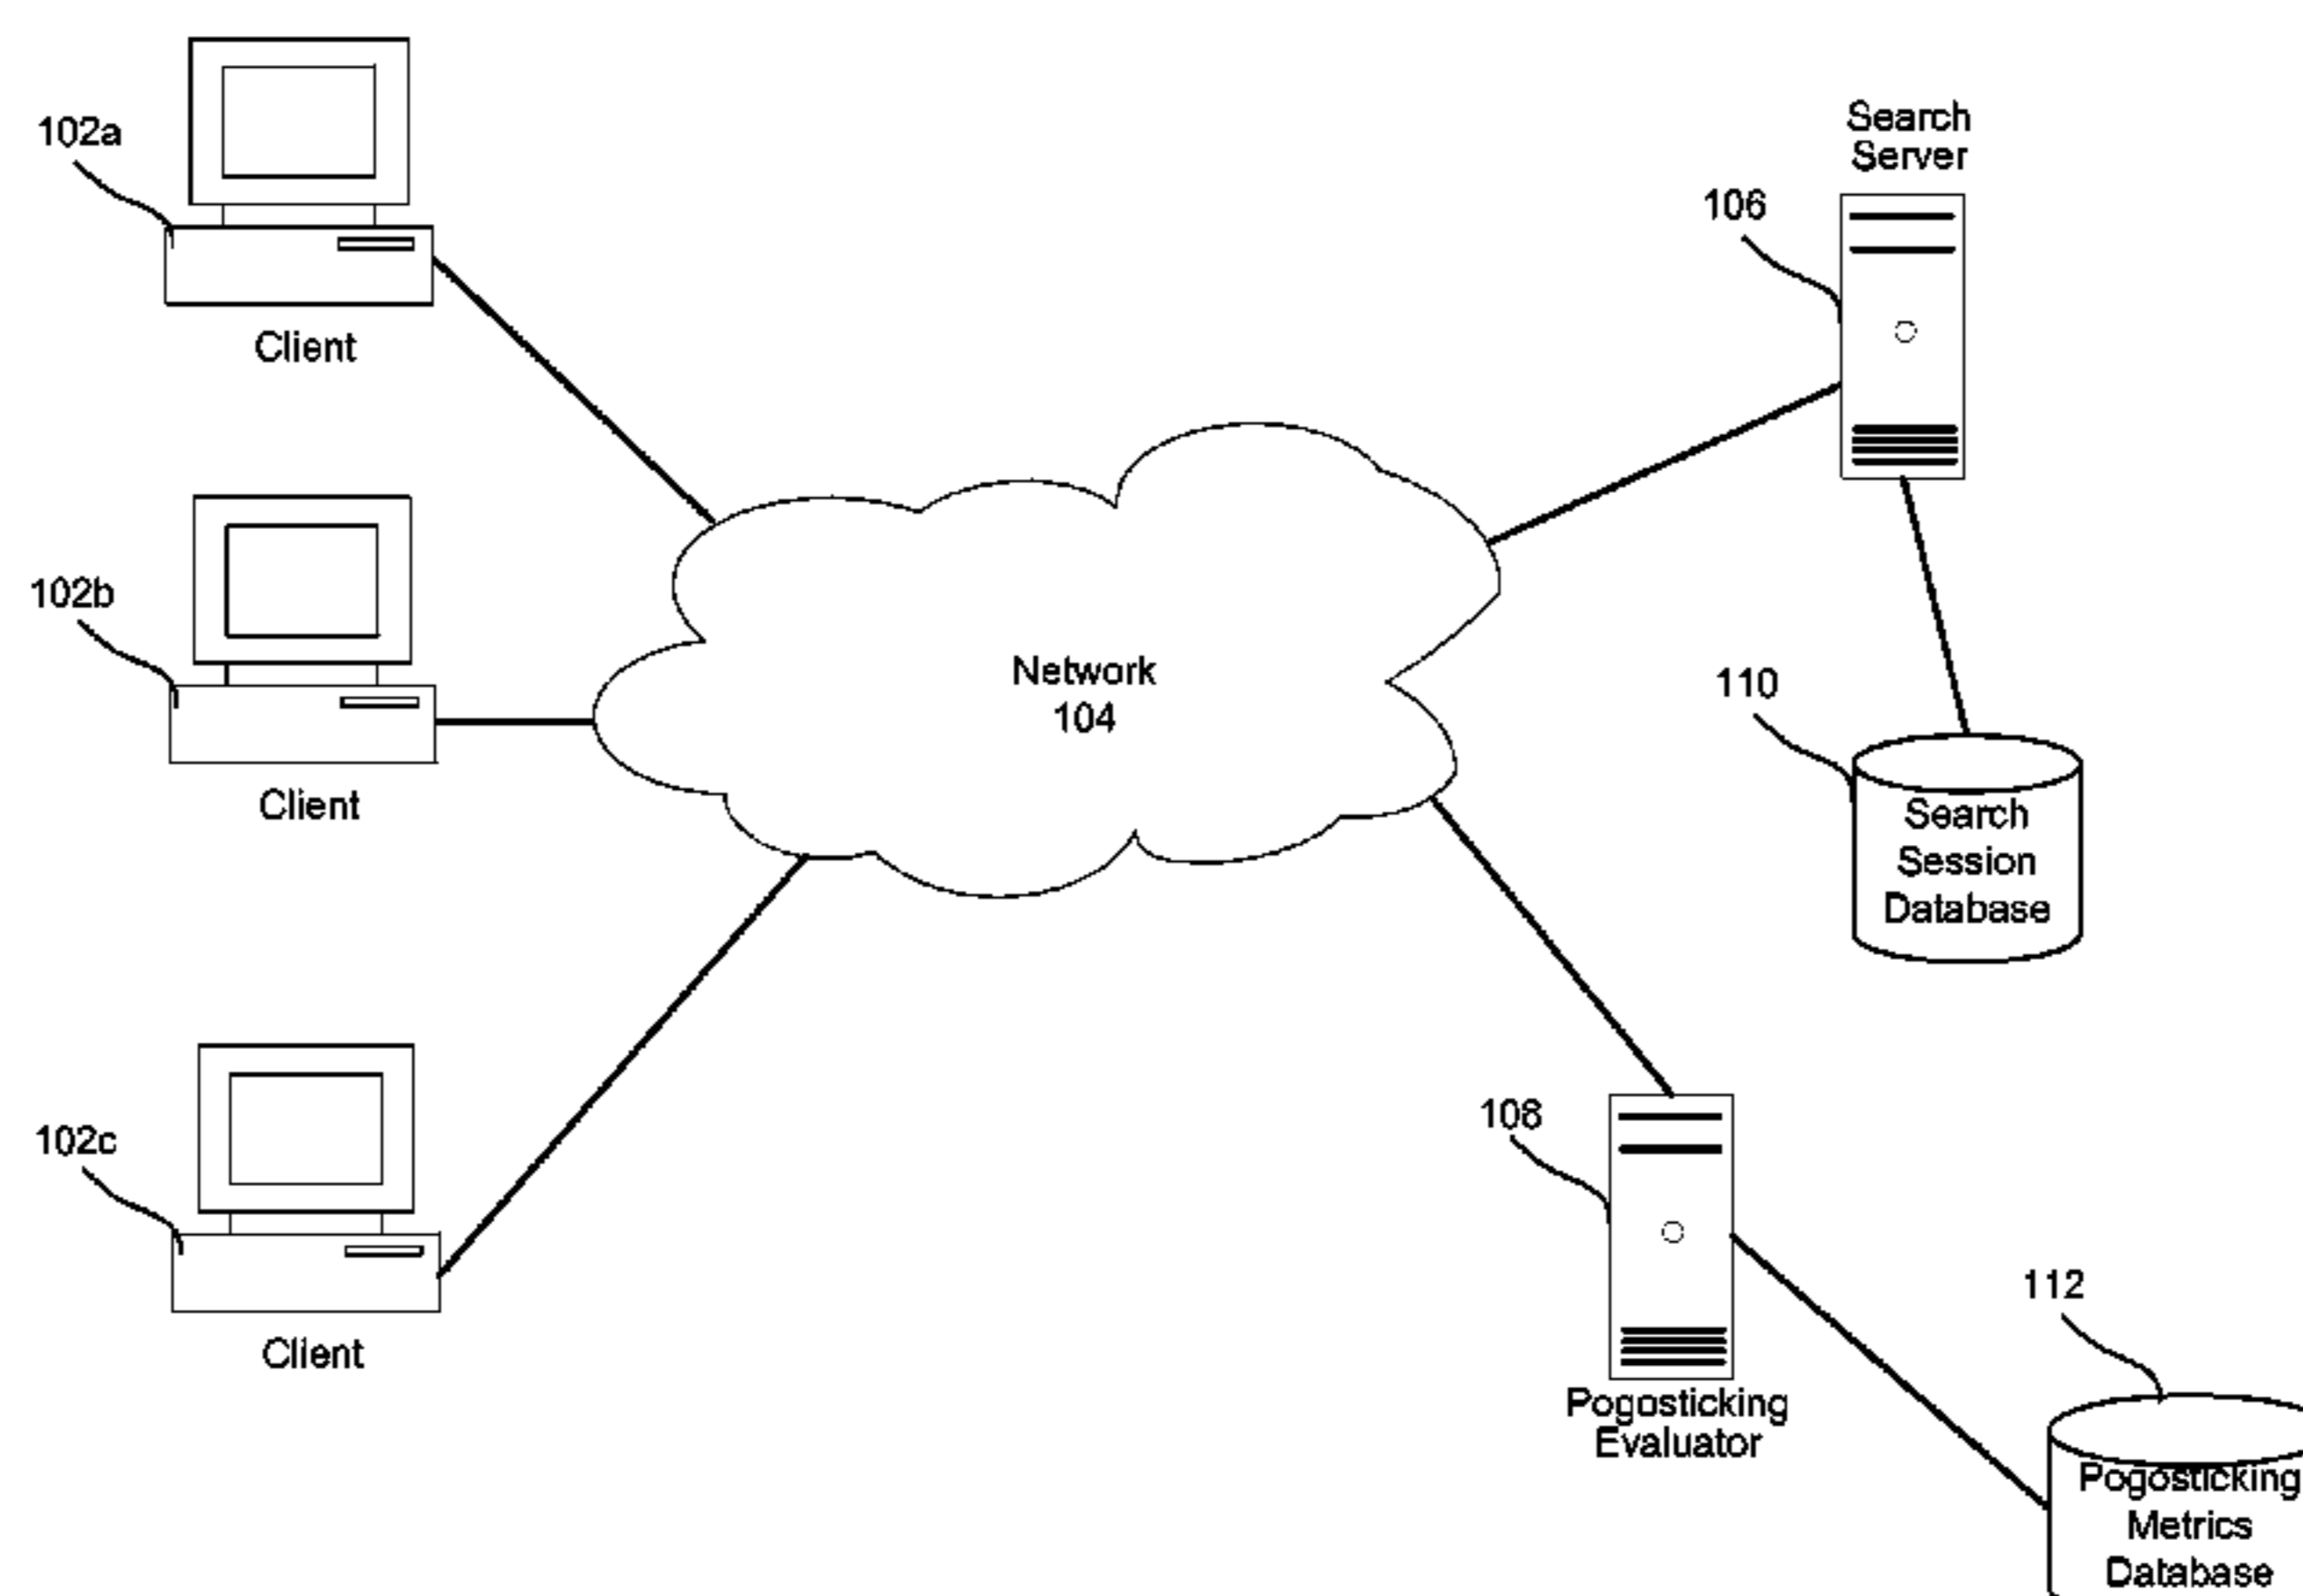 102a
Client
102b
Client
102c
Client
Network
104
Search
Server
106
110
Search
Session
Database
108
Pogosticking
Evaluator
112
Pogosticking
Metrics
Database